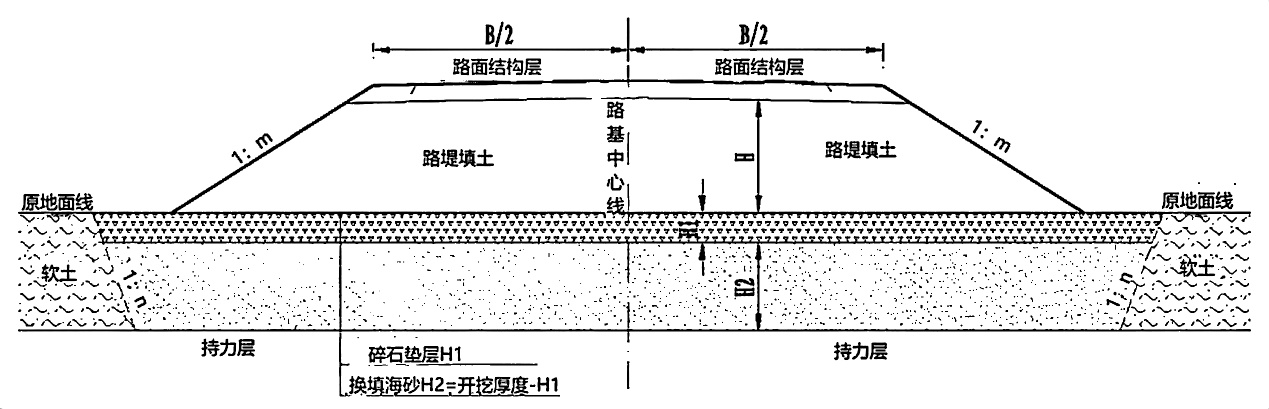 B/2 B/2
路面结构层 路面结构层
路基中心线
1：m 1：m
路堤填土 H 路堤填土
原地面线 原地面线
H1
软土 1：n H2 1：n 软土
持力层 持力层
碎石垫层H1
换填海砂H2=开挖厚度-H1